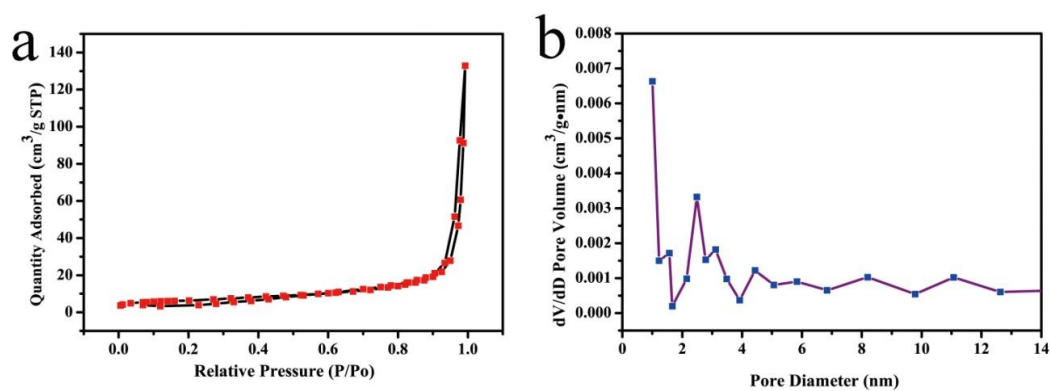 a
140
120
100
80
60
40
20
0
0.0 0.2 0.4 0.6 0.8 1.0
Quantity Adsorbed (cm³/g STP)
Relative Pressure (P/Po)
b
0.008
0.007
0.006
0.005
0.004
0.003
0.002
0.001
0.000
0 2 4 6 8 10 12 14
dV/dD Pore Volume (cm³/g•nm)
Pore Diameter (nm)